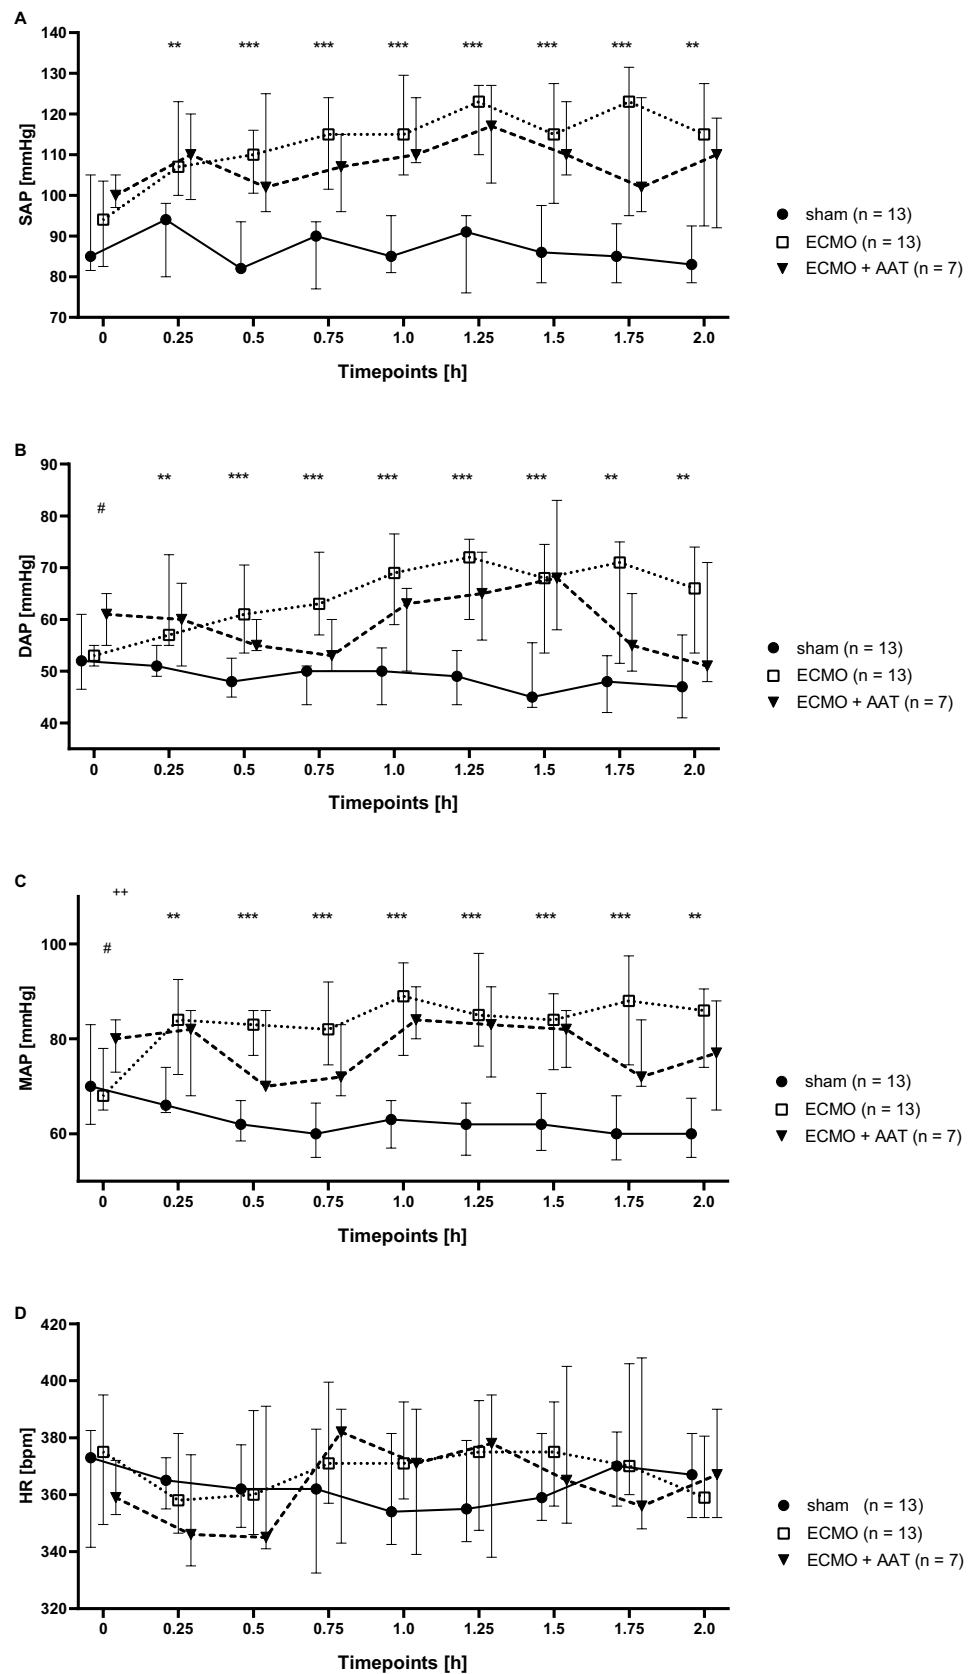 A
140
** *** *** *** *** *** *** **
130
120
110
100
90
80
70
SAP [mmHg]
0 0.25 0.5 0.75 1.0 1.25 1.5 1.75 2.0
Timepoints [h]
sham (n = 13)
ECMO (n = 13)
ECMO + AAT (n = 7)
B
90
** *** *** *** *** *** ** **
#
80
70
60
50
40
DAP [mmHg]
0 0.25 0.5 0.75 1.0 1.25 1.5 1.75 2.0
Timepoints [h]
sham (n = 13)
ECMO (n = 13)
ECMO + AAT (n = 7)
C
++
** *** *** *** *** *** *** **
#
100
80
60
MAP [mmHg]
0 0.25 0.5 0.75 1.0 1.25 1.5 1.75 2.0
Timepoints [h]
sham (n = 13)
ECMO (n = 13)
ECMO + AAT (n = 7)
D
420
400
380
360
340
320
HR [bpm]
0 0.25 0.5 0.75 1.0 1.25 1.5 1.75 2.0
Timepoints [h]
sham (n = 13)
ECMO (n = 13)
ECMO + AAT (n = 7)